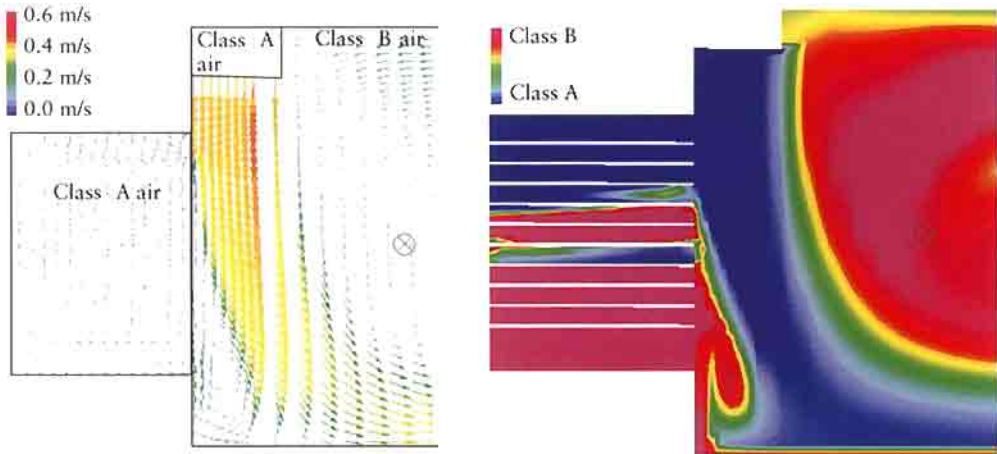 0.6 m/s
0.4 m/s
0.2 m/s
0.0 m/s
Class A
air
Class B air
Class A air
Class B
Class A